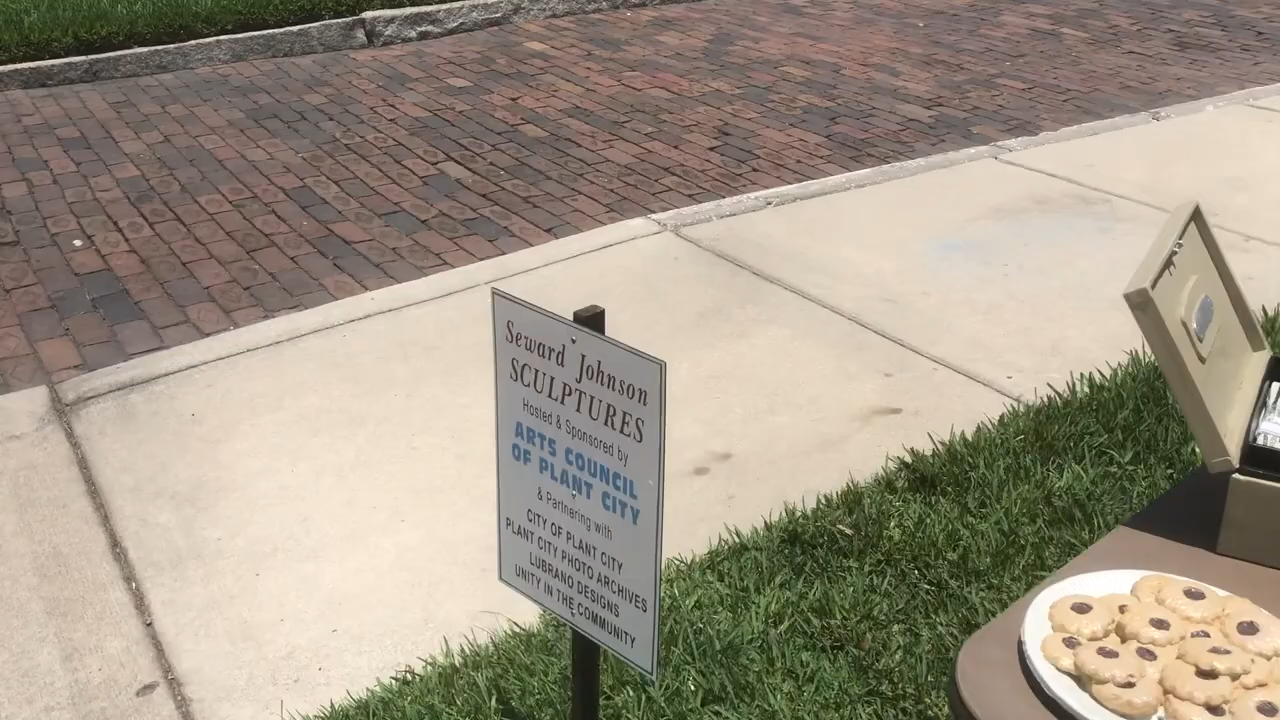 Seward Johnson
SCULPTURES
Hosted & Sponsored by
ARTS COUNCIL
OF PLANT CITY
& Partnering with
CITY OF PLANT CITY
PLANT CITY PHOTO ARCHIVES
LUBRANO DESIGNS
UNITY IN THE COMMUNITY